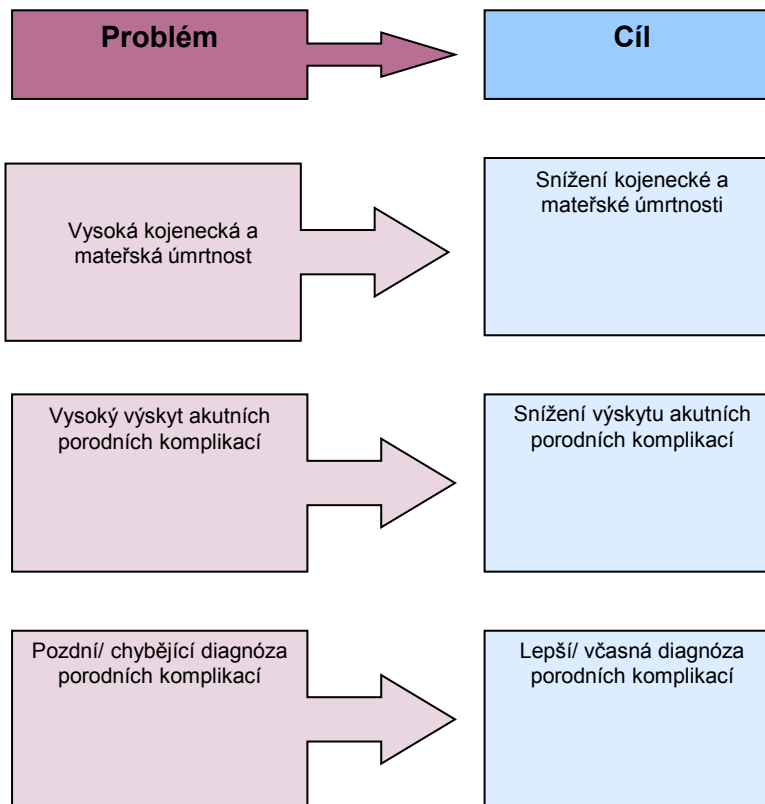 Problém
Cíl
Vysoká kojenecká a
mateřská úmrtnost
Snížení kojenecké a
mateřské úmrtnosti
Vysoký výskyt akutních
porodních komplikací
Snížení výskytu akutních
porodních komplikací
Pozdní/ chybějící diagnóza
porodních komplikací
Lepší/ včasná diagnóza
porodních komplikací